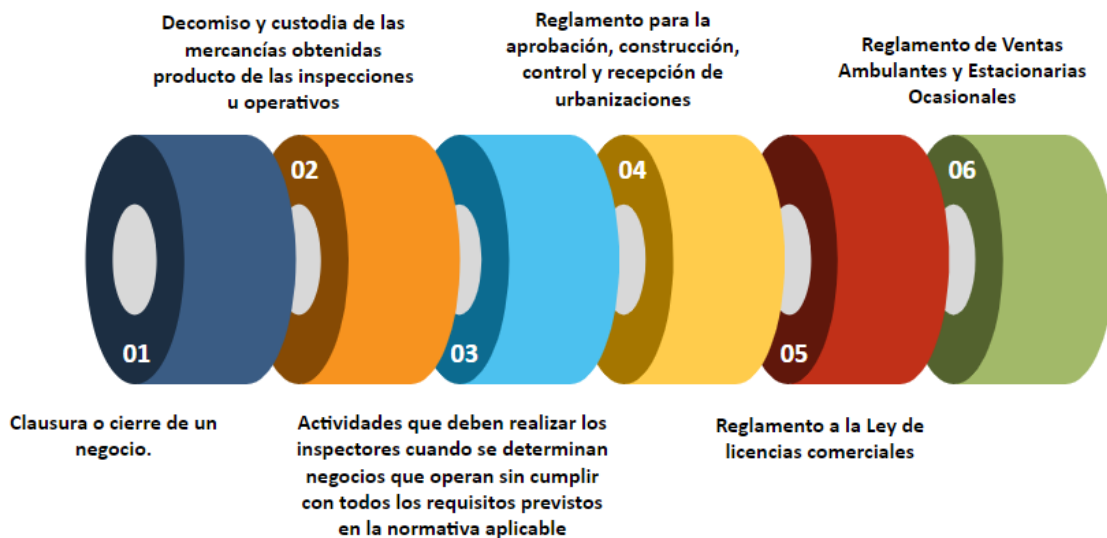 Decomiso y custodia de las
mercancías obtenidas
producto de las inspecciones
u operativos
Reglamento para la
aprobación, construcción,
control y recepción de
urbanizaciones
Reglamento de Ventas
Ambulantes y Estacionarias
Ocasionales
01
02
03
04
05
06
Clausura o cierre de un
negocio.
Actividades que deben realizar los
inspectores cuando se determinan
negocios que operan sin cumplir
con todos los requisitos previstos
en la normativa aplicable
Reglamento a la Ley de
licencias comerciales